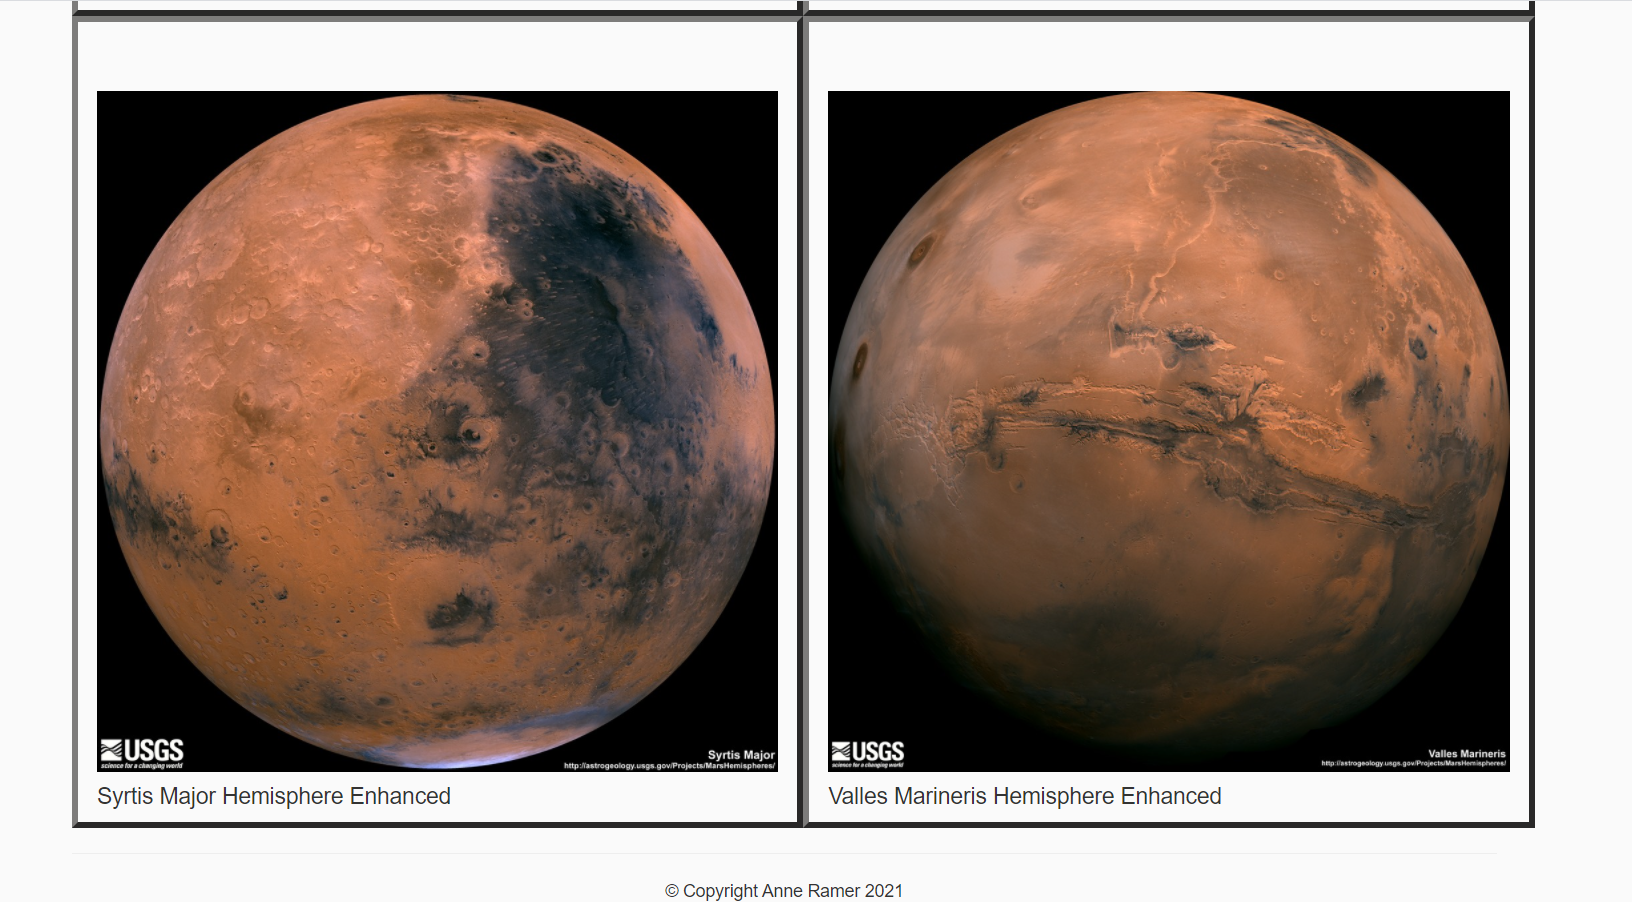 USGS
science for a changing world
Syrtis Major
http://astrogeology.usgs.gov/Projects/MarsHemispheres/
Syrtis Major Hemisphere Enhanced
USGS
science for a changing world
Valles Marineris
http://astrogeology.usgs.gov/Projects/MarsHemispheres/
Valles Marineris Hemisphere Enhanced
© Copyright Anne Ramer 2021